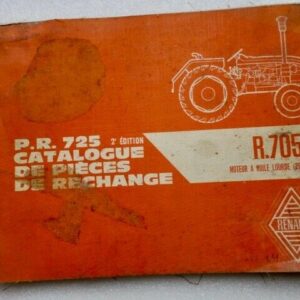 P.R. 725 2e ÉDITION
CATALOGUE
DE PIÈCES
DE RECHANGE
R.705
MOTEUR A HUILE LOURDE
RENAULT